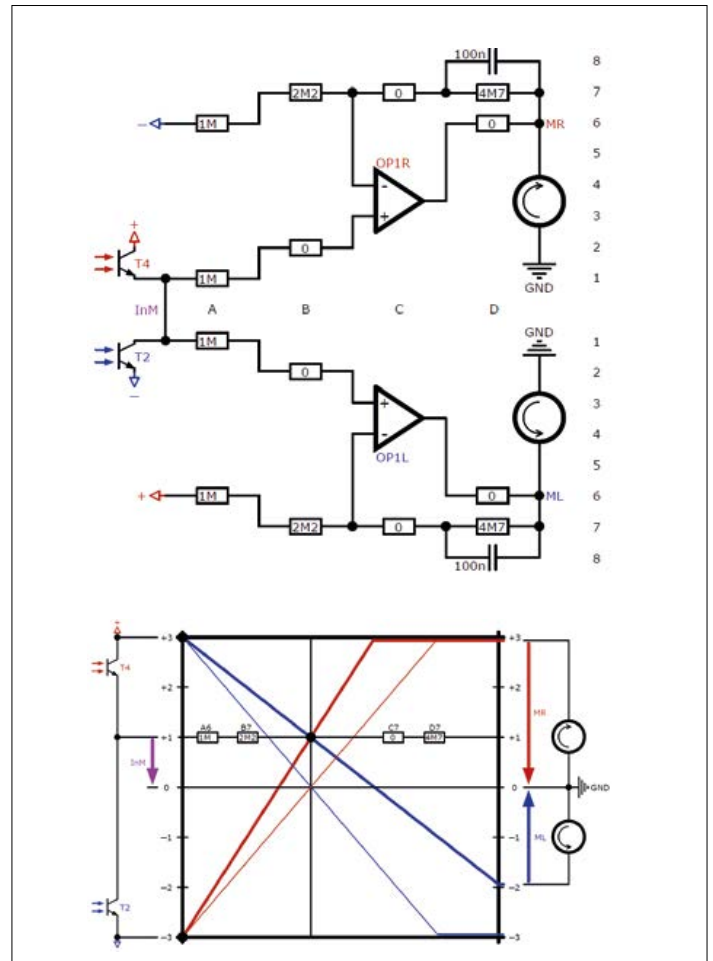 100n
8
2M2 0 4M7 7
− 1M 0 MR 6
5
OP1R
- 4
+ 3
+ 0 2
T4 1M 1
GND
InM A B C D
GND
1M 1
T2 0 2
−
+ 3
- 4
OP1L 5
+ 1M 0 ML 6
2M2 0 4M7 7
100n 8
+
+3 +3
T4
+2 +2
MR
A6 B7 C7 D7
+1 1M 2M2 0 4M7 +1
InM
0 0 GND
−1 −1
ML
−2 −2
T2
−3 −3
−